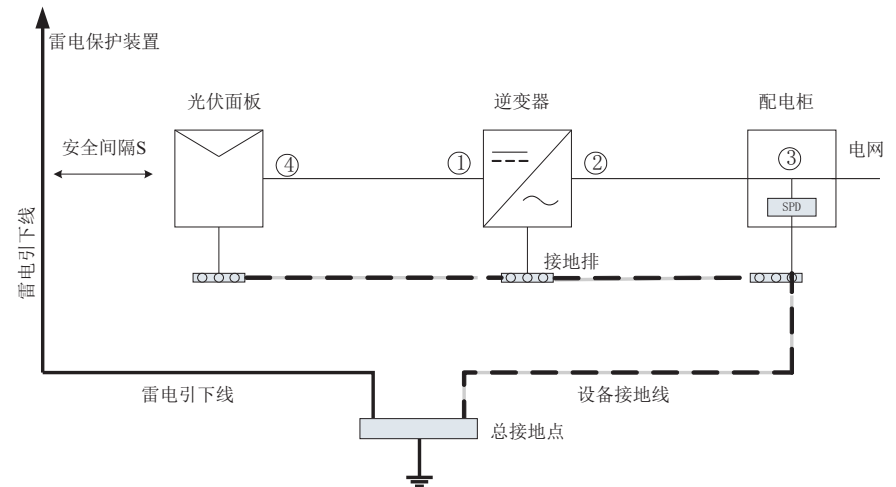 雷电保护装置
光伏面板
逆变器
配电柜
安全间隔S
④
①
②
③
电网
SPD
雷电引下线
接地排
雷电引下线
设备接地线
总接地点